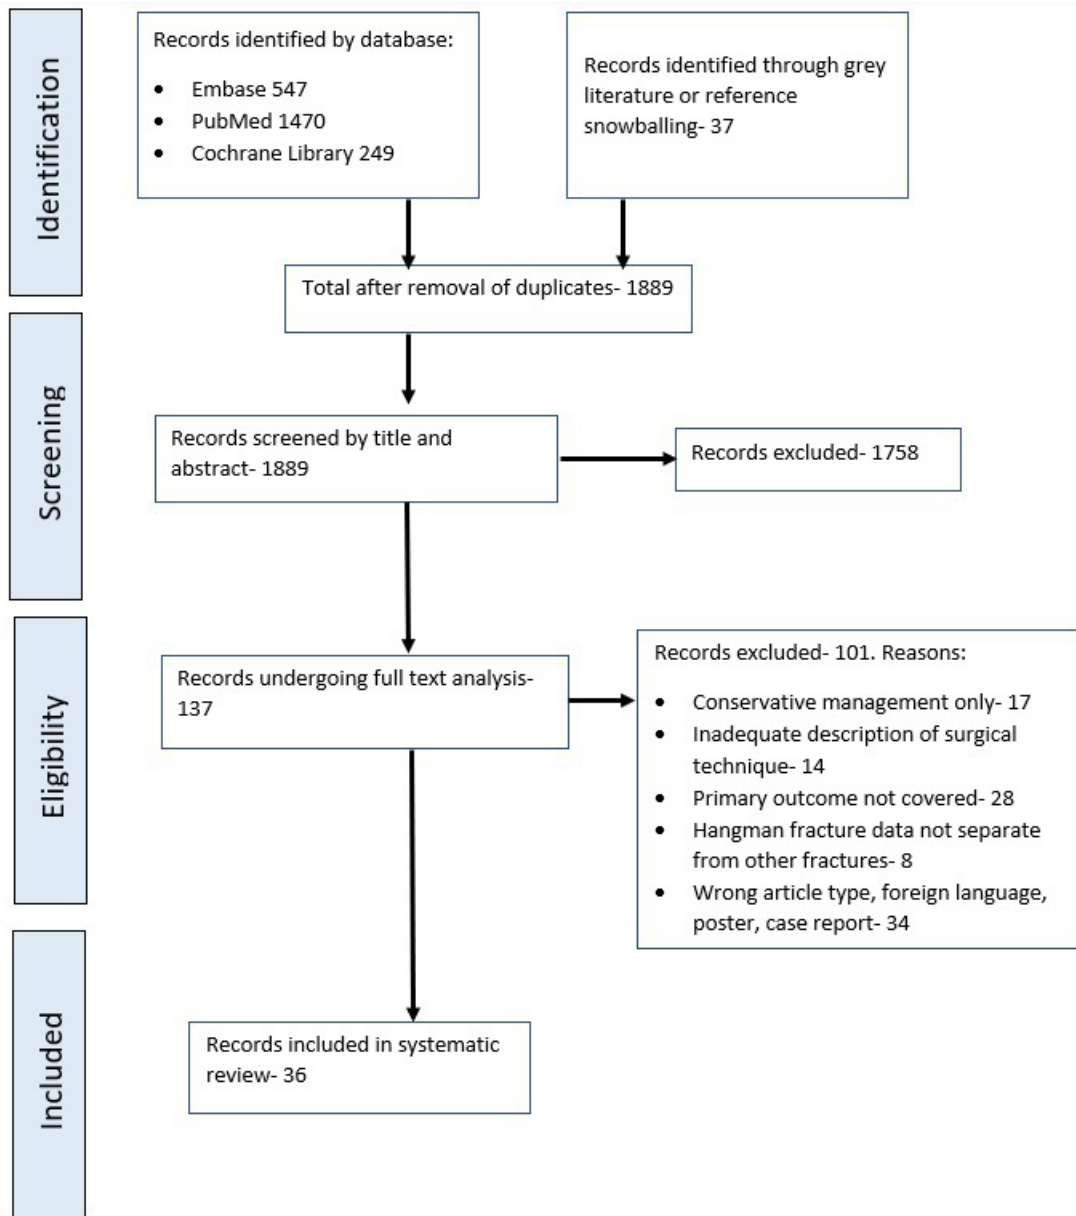 Identification
Records identified by database:
• Embase 547
• PubMed 1470
• Cochrane Library 249
Records identified through grey
literature or reference
snowballing- 37
Total after removal of duplicates- 1889
Screening
Records screened by title and
abstract- 1889
Records excluded- 1758
Eligibility
Records undergoing full text analysis-
137
Records excluded- 101. Reasons:
• Conservative management only- 17
• Inadequate description of surgical
technique- 14
• Primary outcome not covered- 28
• Hangman fracture data not separate
from other fractures- 8
• Wrong article type, foreign language,
poster, case report- 34
Included
Records included in systematic
review- 36